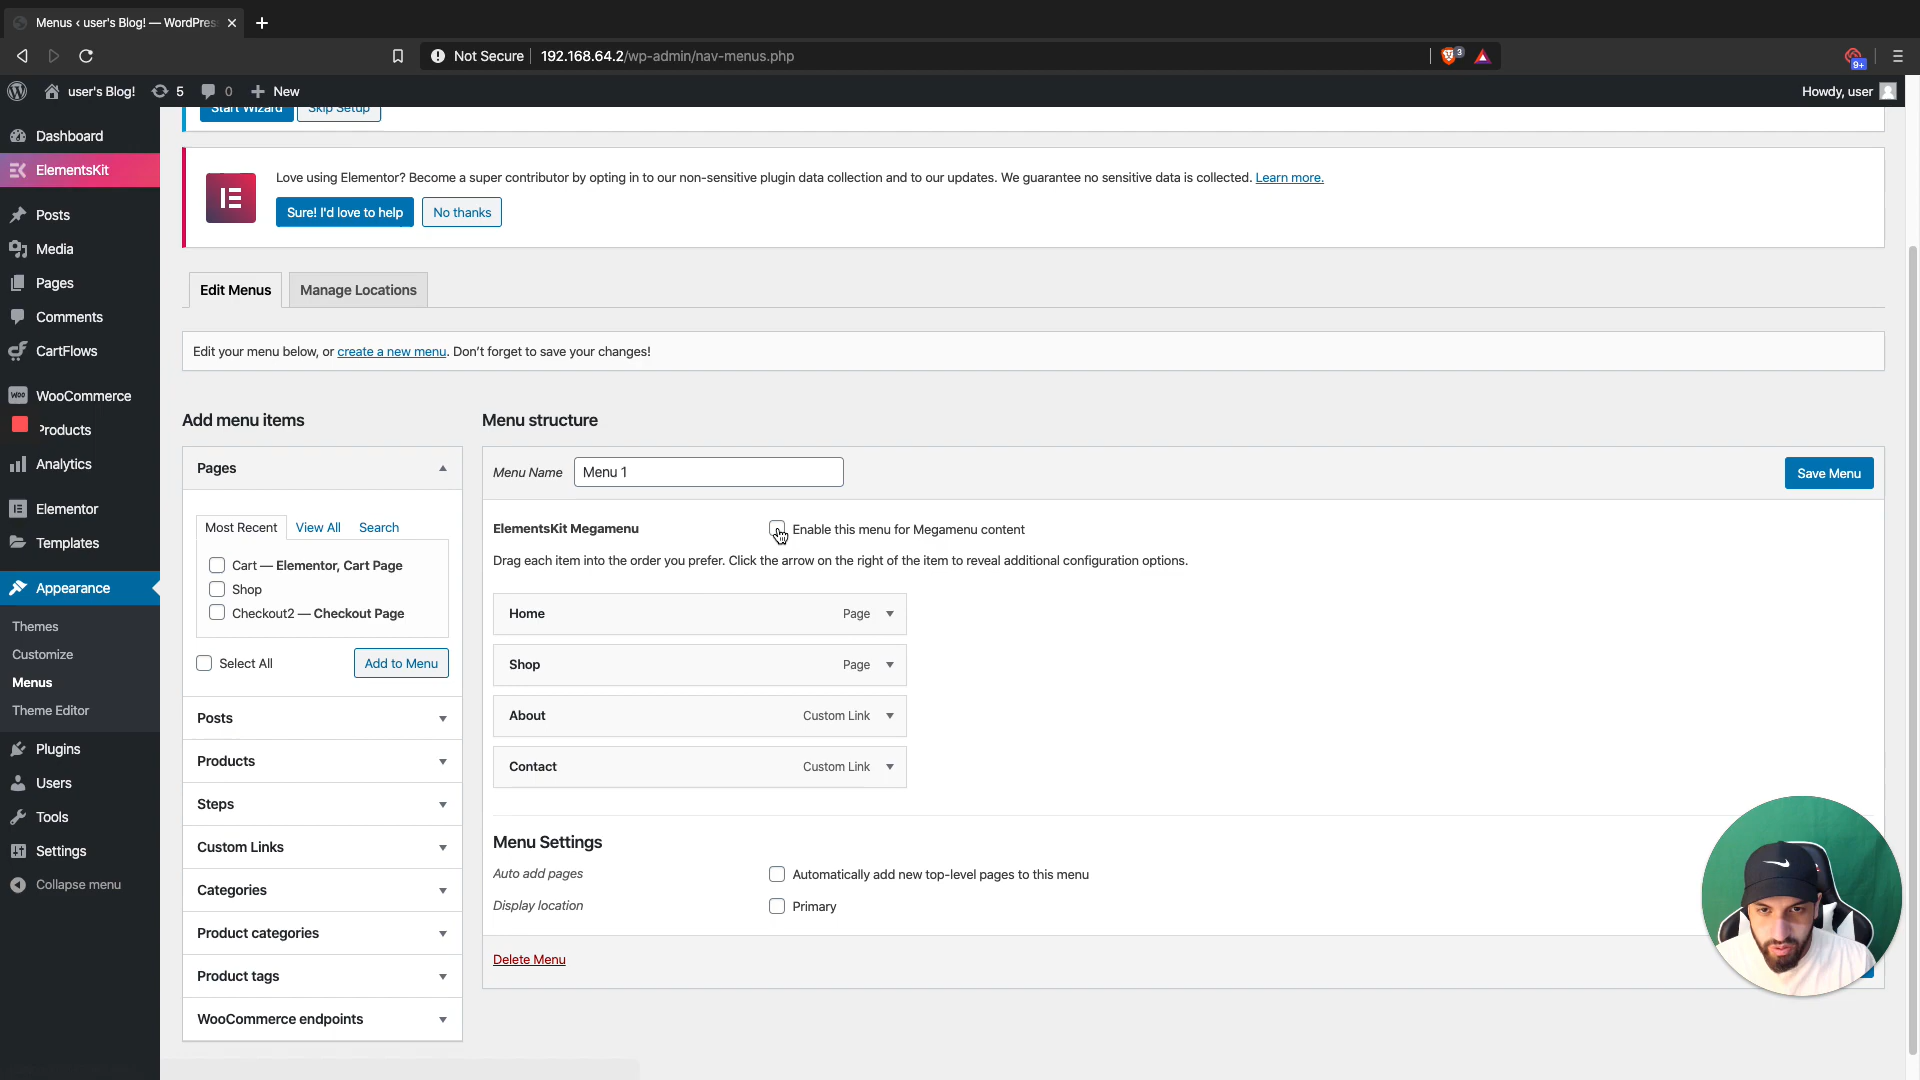 Menus ‹ user's Blog! — WordPres
Not Secure 192.168.64.2/wp-admin/nav-menus.php
3
9+
user's Blog! 5 0 New
Howdy, user
Start Wizard Skip Setup
Dashboard
ElementsKit
Posts
Media
Pages
Comments
CartFlows
WooCommerce
Products
Analytics
Elementor
Templates
Appearance
Themes
Customize
Menus
Theme Editor
Plugins
Users
Tools
Settings
Collapse menu
Love using Elementor? Become a super contributor by opting in to our non-sensitive plugin data collection and to our updates. We guarantee no sensitive data is collected. Learn more.
Sure! I'd love to help No thanks
Edit Menus Manage Locations
Edit your menu below, or create a new menu. Don't forget to save your changes!
Add menu items
Pages
Most Recent View All Search
Cart — Elementor, Cart Page
Shop
Checkout2 — Checkout Page
Select All Add to Menu
Posts
Products
Steps
Custom Links
Categories
Product categories
Product tags
WooCommerce endpoints
Menu structure
Menu Name Menu 1 Save Menu
ElementsKit Megamenu Enable this menu for Megamenu content
Drag each item into the order you prefer. Click the arrow on the right of the item to reveal additional configuration options.
Home Page
Shop Page
About Custom Link
Contact Custom Link
Menu Settings
Auto add pages Automatically add new top-level pages to this menu
Display location Primary
Delete Menu